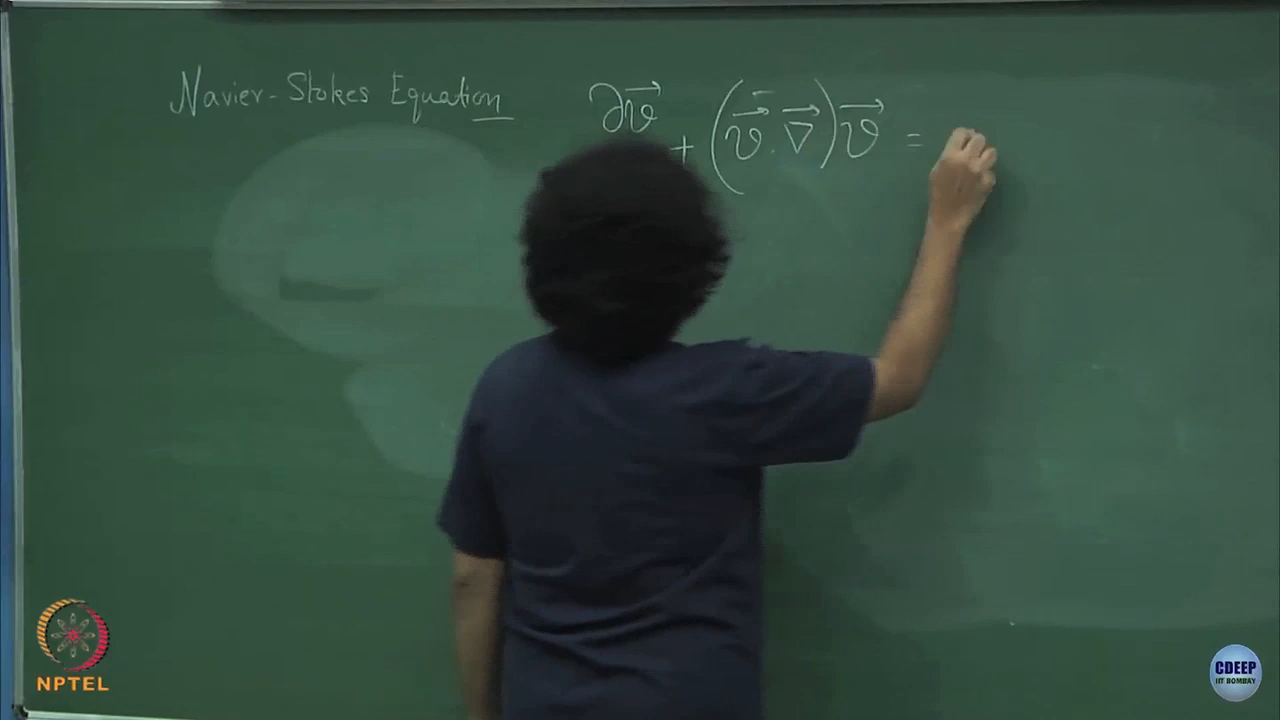 Navier-Stokes Equation ∂v⃗ + (v⃗ . ∇⃗) v⃗ =
NPTEL
CDEEP
IIT BOMBAY